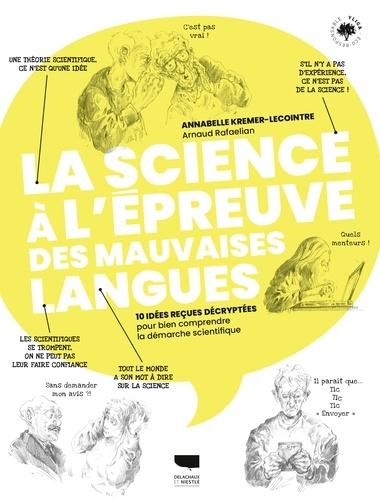 C'est pas
vrai !
ÉCO-RESPONSABLE
UNE THÉORIE SCIENTIFIQUE,
CE N'EST QU'UNE IDÉE
S'IL N'Y A PAS
D'EXPÉRIENCE,
CE N'EST PAS
DE LA SCIENCE !
ANNABELLE KREMER-LECOINTRE
Arnaud Rafaelian
LA SCIENCE
À L'ÉPREUVE
DES MAUVAISES
LANGUES
Quels
menteurs !
10 IDÉES REÇUES DÉCRYPTÉES
pour bien comprendre
la démarche scientifique
LES SCIENTIFIQUES
SE TROMPENT,
ON NE PEUT PAS
LEUR FAIRE CONFIANCE
TOUT LE MONDE
A SON MOT À DIRE
SUR LA SCIENCE
Sans demander
mon avis ?!!
Il paraît que...
Tic
Tic
Tic
« Envoyer »
DELACHAUX
ET NIESTLÉ